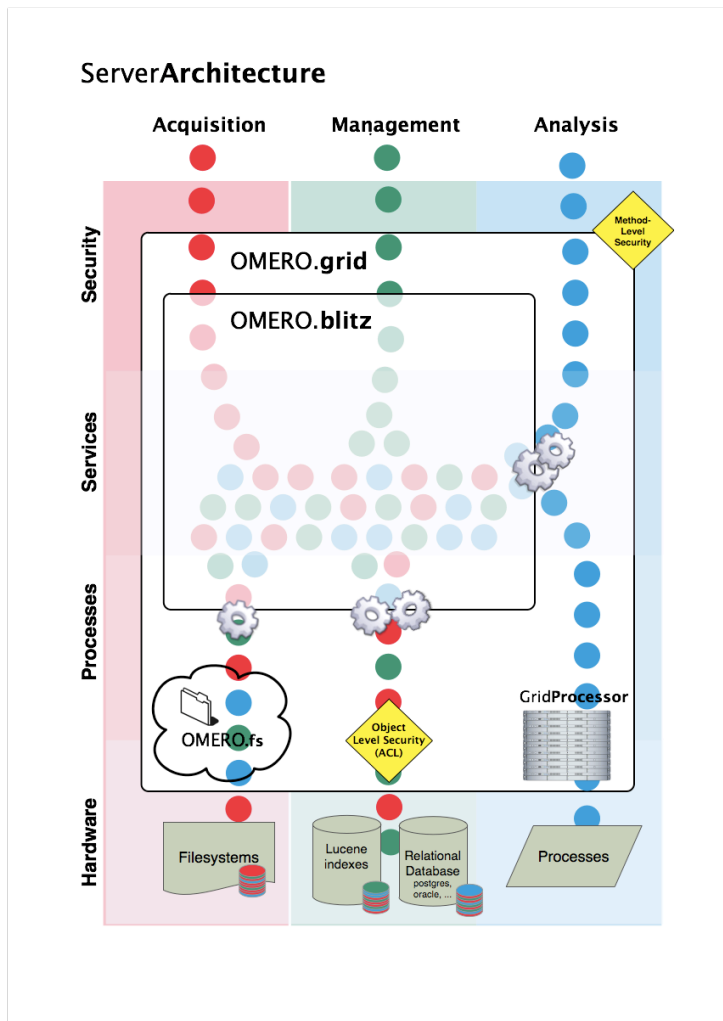 ServerArchitecture
Acquisition
Management
Analysis
Security
Services
Processes
Hardware
Method-
Level
Security
OMERO.grid
OMERO.blitz
OMERO.fs
Object
Level Security
(ACL)
GridProcessor
Filesystems
Lucene
indexes
Relational
Database
postgres,
oracle, ...
Processes